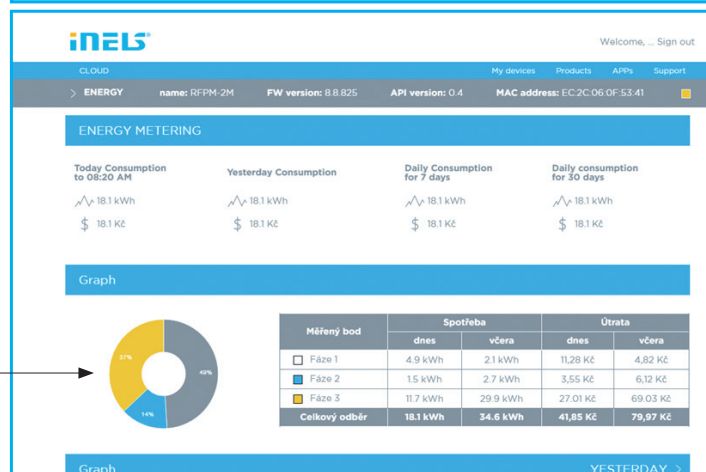 iNELS
Welcome, ... Sign out
CLOUD My devices Products APPs Support
> ENERGY name: RFPM-2M FW version: 8.8.825 API version: 0.4 MAC address: EC:2C:06:0F:53:41
ENERGY METERING
Today Consumption to 08:20 AM
18.1 kWh
$ 18.1 Kč
Yesterday Consumption
18.1 kWh
$ 18.1 Kč
Daily Consumption for 7 days
18.1 kWh
$ 18.1 Kč
Daily consumption for 30 days
18.1 kWh
$ 18.1 Kč
Graph
37%
49%
14%
Měřený bod Spotřeba Útrata
dnes včera dnes včera
Fáze 1 4.9 kWh 2.1 kWh 11,28 Kč 4,82 Kč
Fáze 2 1.5 kWh 2.7 kWh 3,55 Kč 6,12 Kč
Fáze 3 11.7 kWh 29.9 kWh 27.01 Kč 69.03 Kč
Celkový odběr 18.1 kWh 34.6 kWh 41,85 Kč 79,97 Kč
Graph YESTERDAY >